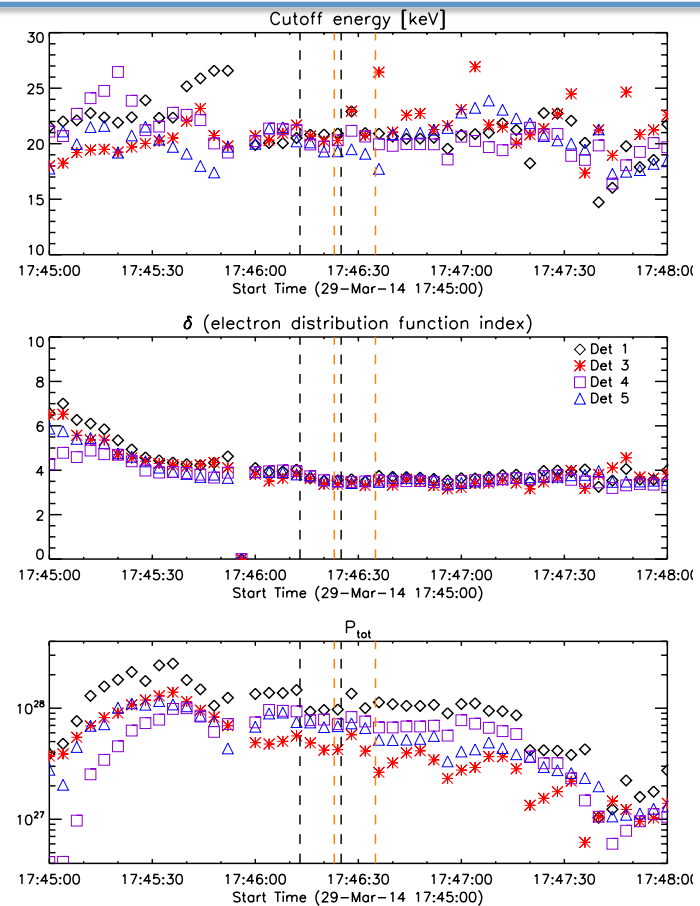 Cutoff energy [keV]
30
25
20
15
10
17:45:00 17:45:30 17:46:00 17:46:30 17:47:00 17:47:30 17:48:00
Start Time (29-Mar-14 17:45:00)
δ (electron distribution function index)
10
8
6
4
2
0
Det 1
Det 3
Det 4
Det 5
17:45:00 17:45:30 17:46:00 17:46:30 17:47:00 17:47:30 17:48:00
Start Time (29-Mar-14 17:45:00)
P_tot
10^28
10^27
17:45:00 17:45:30 17:46:00 17:46:30 17:47:00 17:47:30 17:48:00
Start Time (29-Mar-14 17:45:00)